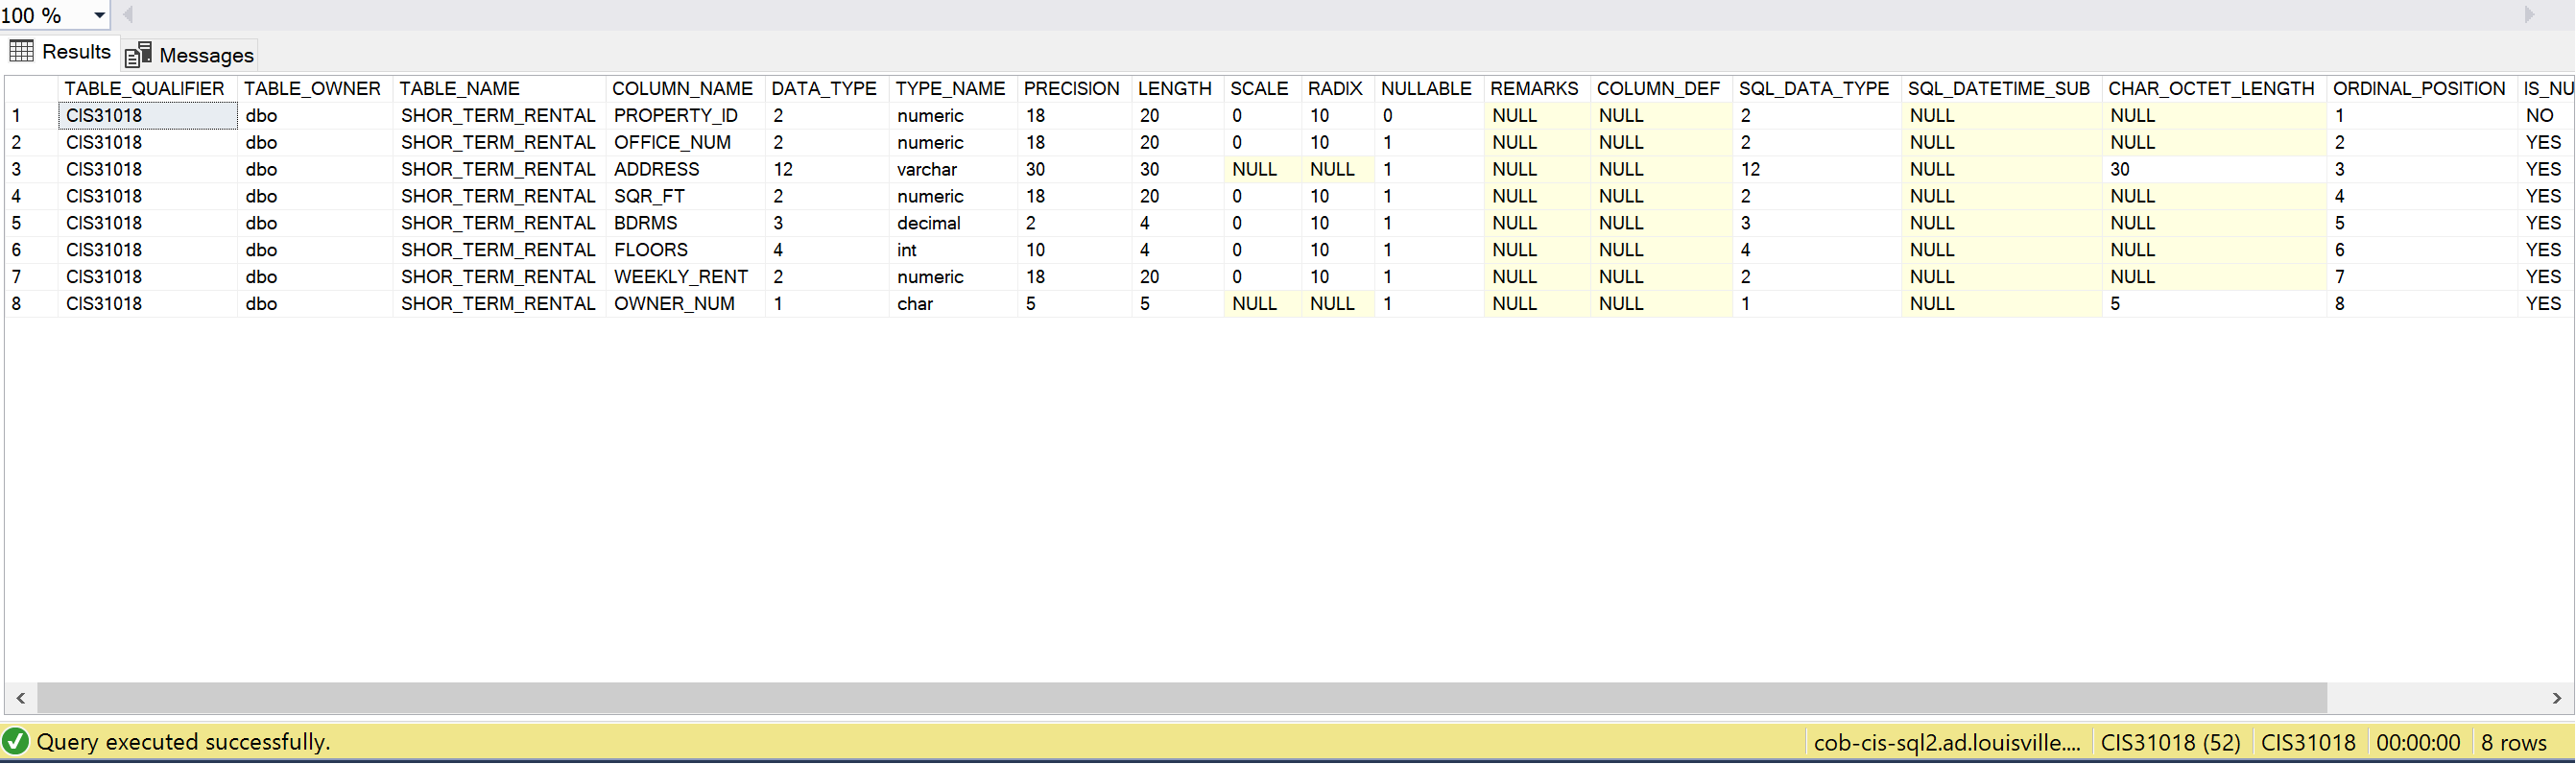 100 %
Results Messages
TABLE_QUALIFIER TABLE_OWNER TABLE_NAME COLUMN_NAME DATA_TYPE TYPE_NAME PRECISION LENGTH SCALE RADIX NULLABLE REMARKS COLUMN_DEF SQL_DATA_TYPE SQL_DATETIME_SUB CHAR_OCTET_LENGTH ORDINAL_POSITION IS_NU
1 CIS31018 dbo SHOR_TERM_RENTAL PROPERTY_ID 2 numeric 18 20 0 10 0 NULL NULL 2 NULL NULL 1 NO
2 CIS31018 dbo SHOR_TERM_RENTAL OFFICE_NUM 2 numeric 18 20 0 10 1 NULL NULL 2 NULL NULL 2 YES
3 CIS31018 dbo SHOR_TERM_RENTAL ADDRESS 12 varchar 30 30 NULL NULL 1 NULL NULL 12 NULL 30 3 YES
4 CIS31018 dbo SHOR_TERM_RENTAL SQR_FT 2 numeric 18 20 0 10 1 NULL NULL 2 NULL NULL 4 YES
5 CIS31018 dbo SHOR_TERM_RENTAL BDRMS 3 decimal 2 4 0 10 1 NULL NULL 3 NULL NULL 5 YES
6 CIS31018 dbo SHOR_TERM_RENTAL FLOORS 4 int 10 4 0 10 1 NULL NULL 4 NULL NULL 6 YES
7 CIS31018 dbo SHOR_TERM_RENTAL WEEKLY_RENT 2 numeric 18 20 0 10 1 NULL NULL 2 NULL NULL 7 YES
8 CIS31018 dbo SHOR_TERM_RENTAL OWNER_NUM 1 char 5 5 NULL NULL 1 NULL NULL 1 NULL 5 8 YES
Query executed successfully. cob-cis-sql2.ad.louisville.... CIS31018 (52) CIS31018 00:00:00 8 rows